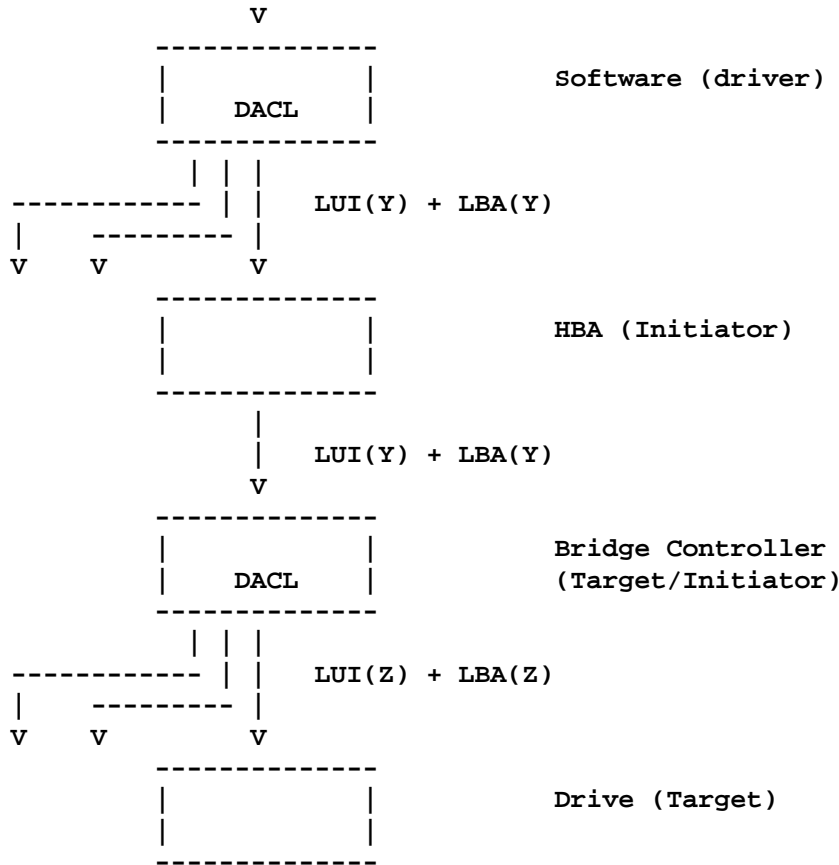 V
Software (driver)
DACL
LUI(Y) + LBA(Y)
V V V
HBA (Initiator)
LUI(Y) + LBA(Y)
V
Bridge Controller
DACL (Target/Initiator)
LUI(Z) + LBA(Z)
V V V
Drive (Target)